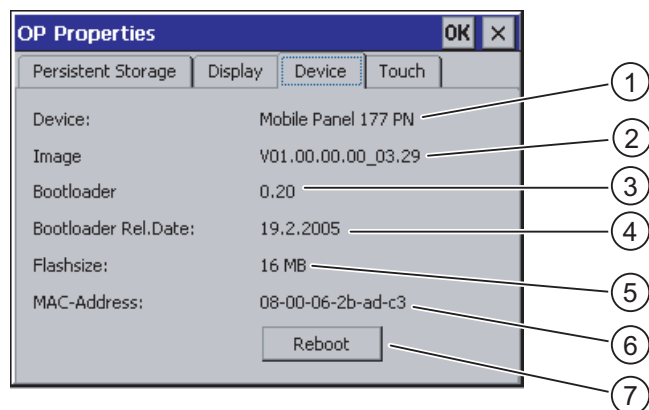 OP Properties OK ×
Persistent Storage Display Device Touch
Device: Mobile Panel 177 PN 1
Image V01.00.00.00_03.29 2
Bootloader 0.20 3
Bootloader Rel.Date: 19.2.2005 4
Flashsize: 16 MB 5
MAC-Address: 08-00-06-2b-ad-c3 6
Reboot 7